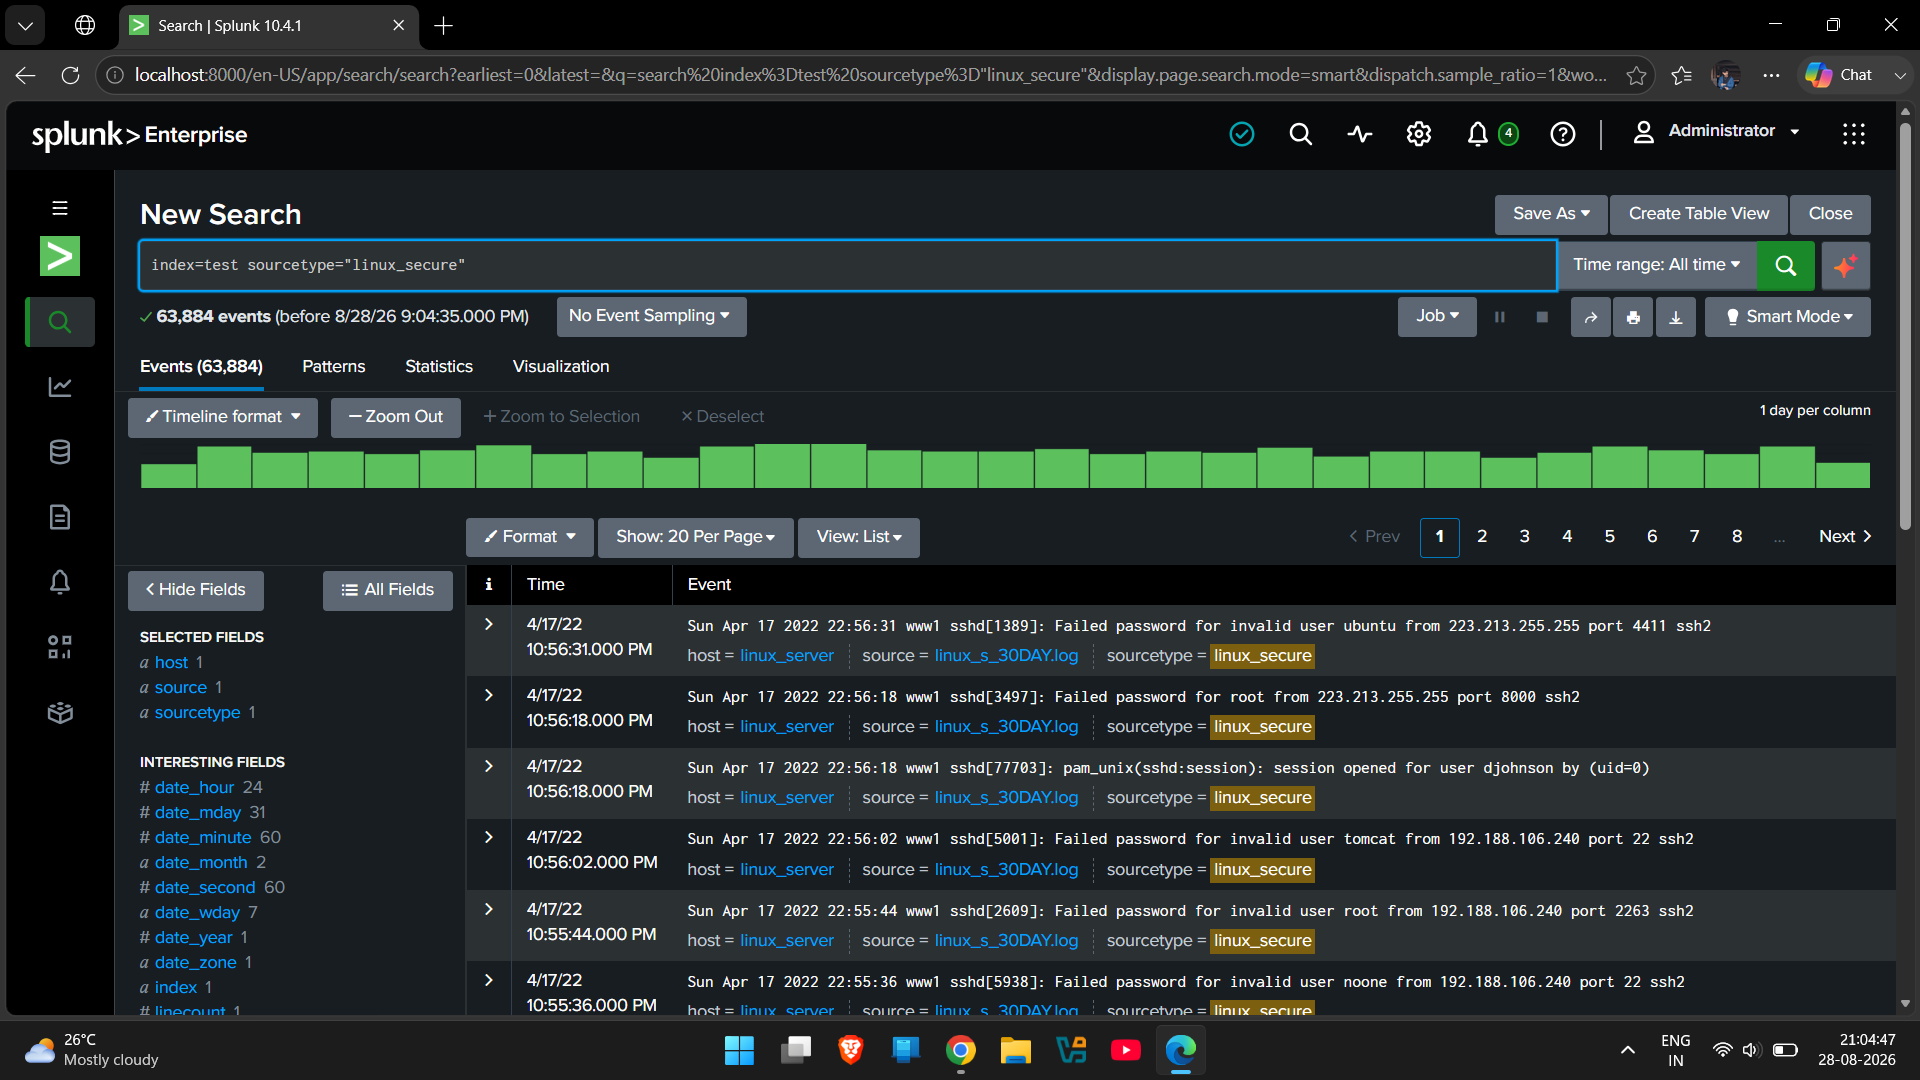 Search | Splunk 10.4.1
localhost:8000/en-US/app/search/search?earliest=0&latest=&q=search%20index%3Dtest%20sourcetype%3D"linux_secure"&display.page.search.mode=smart&dispatch.sample_ratio=1&wo...
Chat
splunk> Enterprise
4
Administrator
New Search
Save As
Create Table View
Close
index=test sourcetype="linux_secure"
Time range: All time
63,884 events (before 8/28/26 9:04:35.000 PM)
No Event Sampling
Job
Smart Mode
Events (63,884)
Patterns
Statistics
Visualization
Timeline format
Zoom Out
+ Zoom to Selection
× Deselect
1 day per column
Format
Show: 20 Per Page
View: List
< Prev
1
2
3
4
5
6
7
8
...
Next >
< Hide Fields
All Fields
i
Time
Event
SELECTED FIELDS
a host 1
a source 1
a sourcetype 1
INTERESTING FIELDS
# date_hour 24
# date_mday 31
# date_minute 60
a date_month 2
# date_second 60
a date_wday 7
# date_year 1
a date_zone 1
a index 1
# linecount 1
4/17/22
10:56:31.000 PM
Sun Apr 17 2022 22:56:31 www1 sshd[1389]: Failed password for invalid user ubuntu from 223.213.255.255 port 4411 ssh2
host = linux_server
source = linux_s_30DAY.log
sourcetype = linux_secure
4/17/22
10:56:18.000 PM
Sun Apr 17 2022 22:56:18 www1 sshd[3497]: Failed password for root from 223.213.255.255 port 8000 ssh2
host = linux_server
source = linux_s_30DAY.log
sourcetype = linux_secure
4/17/22
10:56:18.000 PM
Sun Apr 17 2022 22:56:18 www1 sshd[77703]: pam_unix(sshd:session): session opened for user djohnson by (uid=0)
host = linux_server
source = linux_s_30DAY.log
sourcetype = linux_secure
4/17/22
10:56:02.000 PM
Sun Apr 17 2022 22:56:02 www1 sshd[5001]: Failed password for invalid user tomcat from 192.188.106.240 port 22 ssh2
host = linux_server
source = linux_s_30DAY.log
sourcetype = linux_secure
4/17/22
10:55:44.000 PM
Sun Apr 17 2022 22:55:44 www1 sshd[2609]: Failed password for invalid user root from 192.188.106.240 port 2263 ssh2
host = linux_server
source = linux_s_30DAY.log
sourcetype = linux_secure
4/17/22
10:55:36.000 PM
Sun Apr 17 2022 22:55:36 www1 sshd[5938]: Failed password for invalid user noone from 192.188.106.240 port 22 ssh2
host = linux_server
source = linux_s_30DAY.log
sourcetype = linux_secure
26°C
Mostly cloudy
ENG
IN
21:04:47
28-08-2026